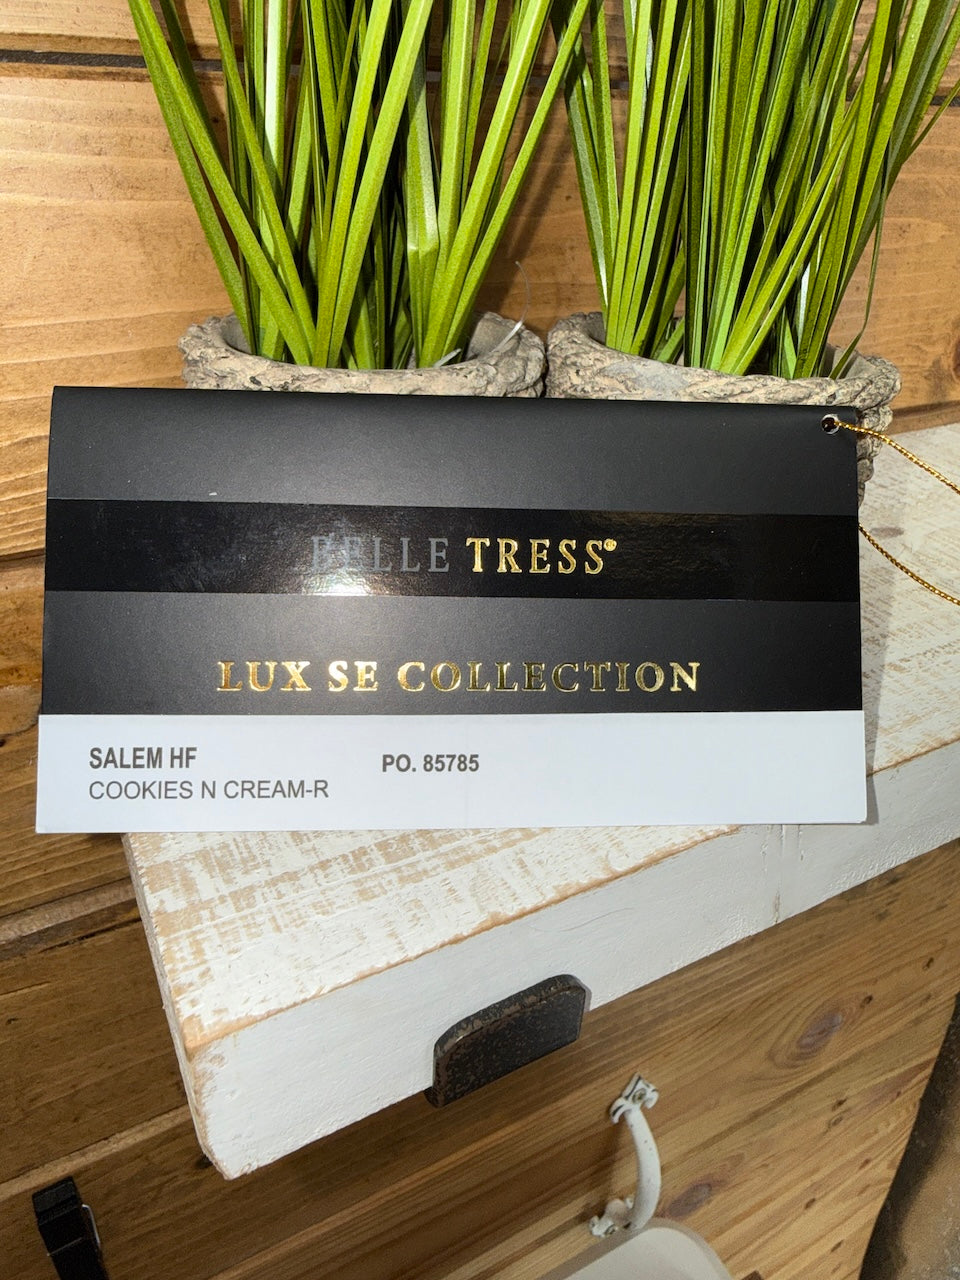 BELLE TRESS®
LUX SE COLLECTION
SALEM HF PO. 85785
COOKIES N CREAM-R